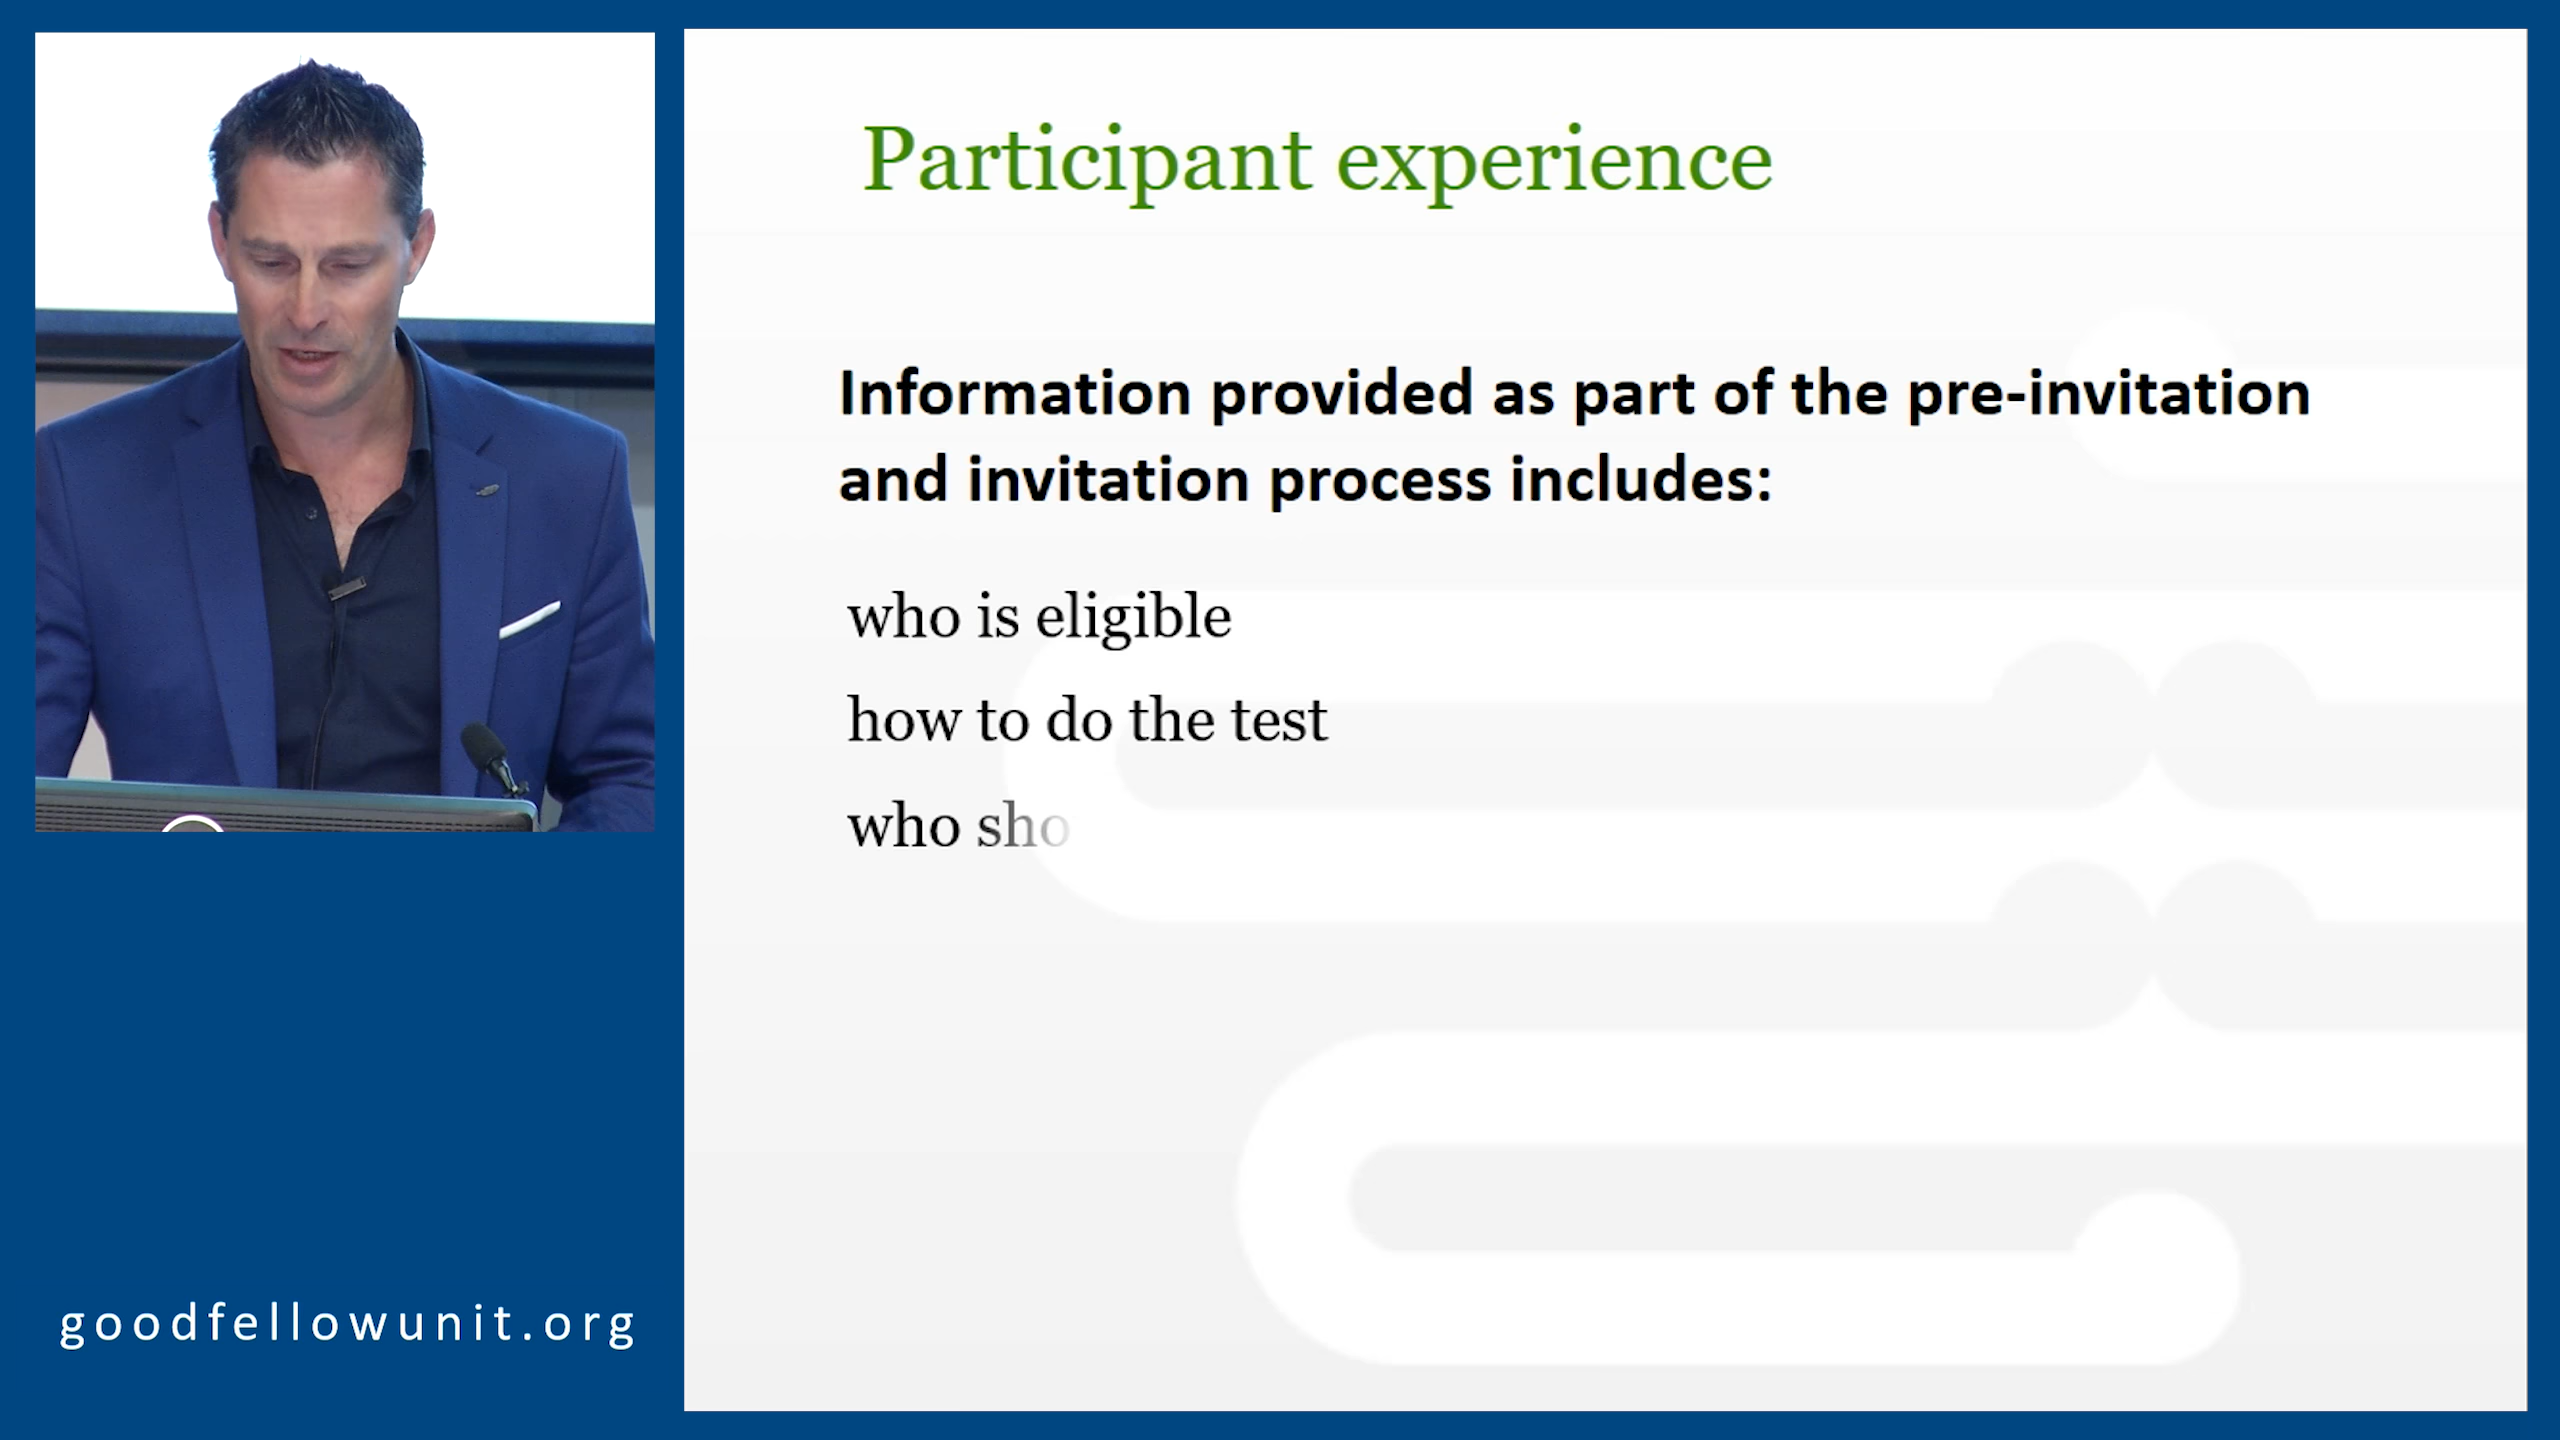 Participant experience
Information provided as part of the pre-invitation
and invitation process includes:
who is eligible
how to do the test
who sho
goodfellowunit.org